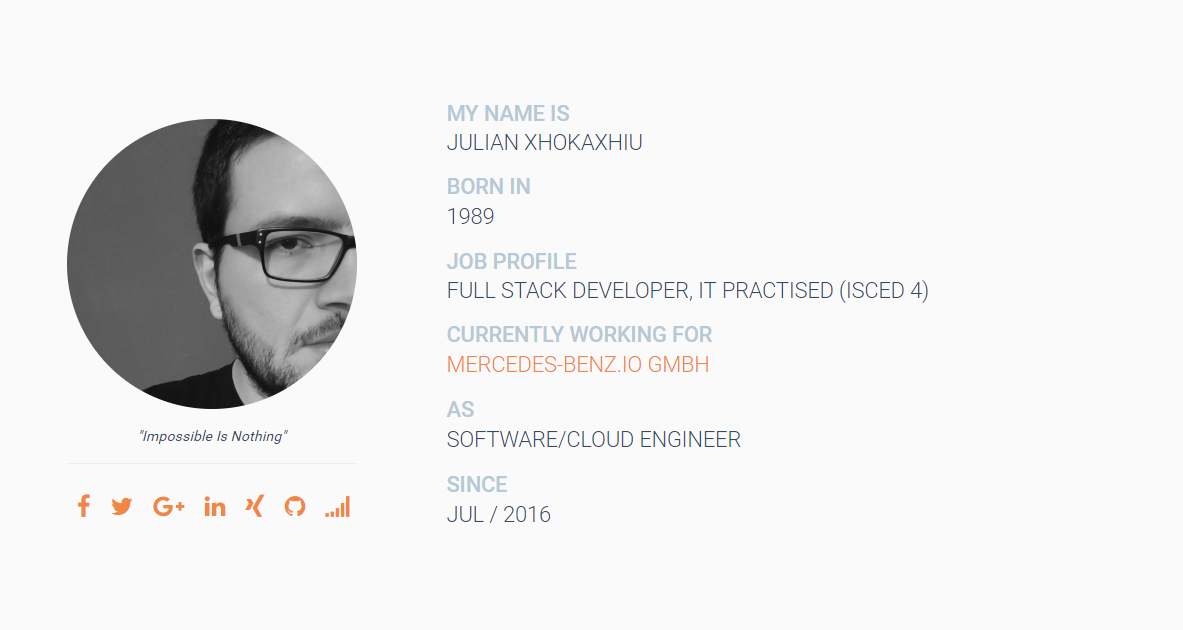 MY NAME IS
JULIAN XHOKAXHIU
BORN IN
1989
JOB PROFILE
FULL STACK DEVELOPER, IT PRACTISED (ISCED 4)
CURRENTLY WORKING FOR
MERCEDES-BENZ.IO GMBH
AS
SOFTWARE/CLOUD ENGINEER
SINCE
JUL / 2016
"Impossible Is Nothing"